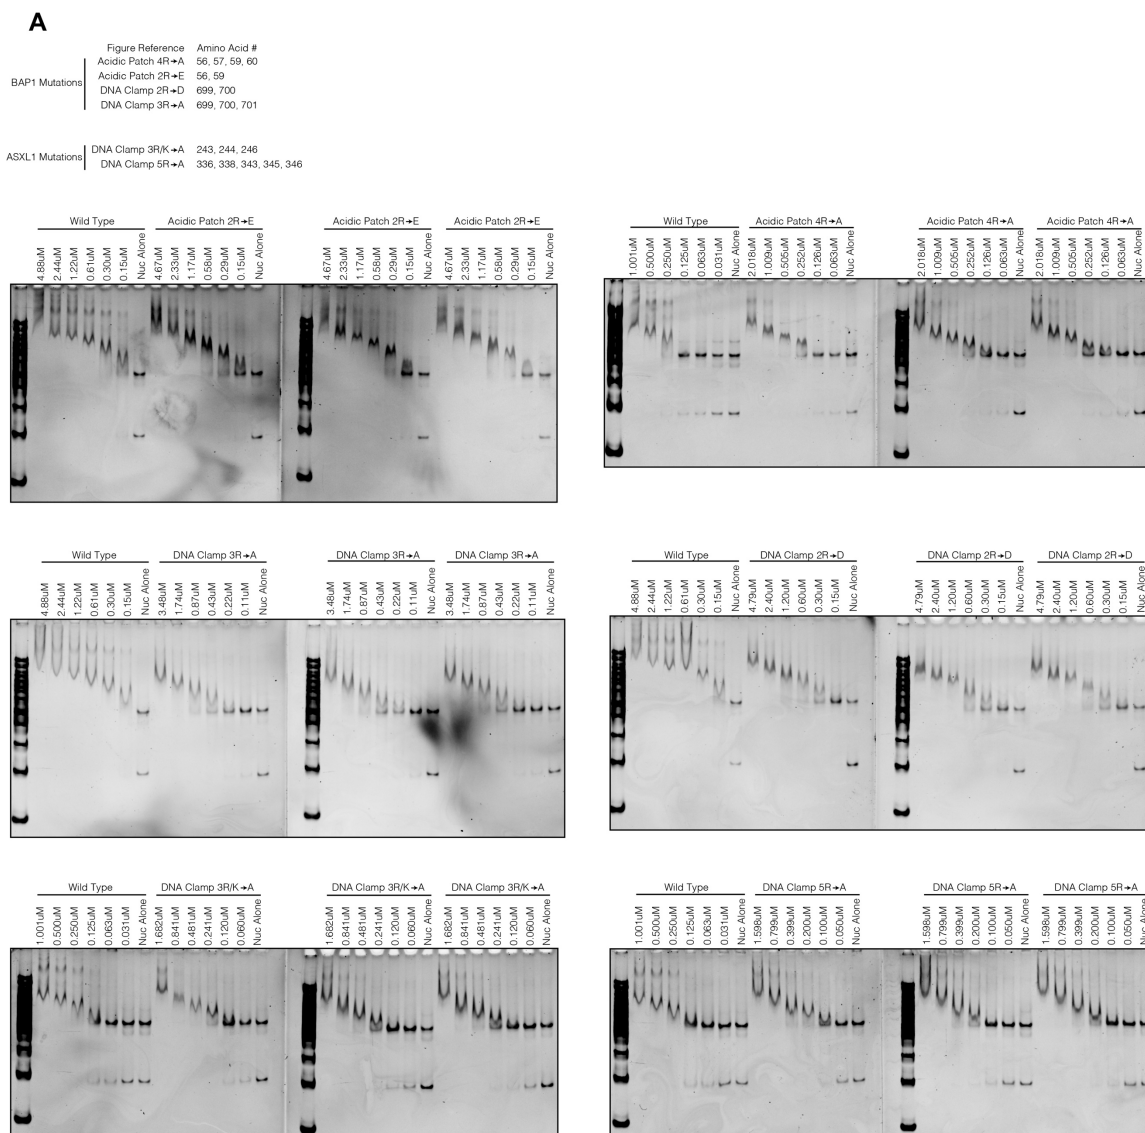 A
Figure Reference Amino Acid #
BAP1 Mutations
Acidic Patch 4R→A 56, 57, 59, 60
Acidic Patch 2R→E 56, 59
DNA Clamp 2R→D 699, 700
DNA Clamp 3R→A 699, 700, 701
ASXL1 Mutations
DNA Clamp 3R/K→A 243, 244, 246
DNA Clamp 5R→A 336, 338, 343, 345, 346
Wild Type Acidic Patch 2R→E Acidic Patch 2R→E Acidic Patch 2R→E
4.88uM 2.44uM 1.22uM 0.61uM 0.30uM 0.15uM Nuc Alone 4.67uM 2.33uM 1.17uM 0.58uM 0.29uM 0.15uM Nuc Alone 4.67uM 2.33uM 1.17uM 0.58uM 0.29uM 0.15uM Nuc Alone 4.67uM 2.33uM 1.17uM 0.58uM 0.29uM 0.15uM Nuc Alone
Wild Type Acidic Patch 4R→A Acidic Patch 4R→A Acidic Patch 4R→A
1.001uM 0.500uM 0.250uM 0.125uM 0.063uM 0.031uM Nuc Alone 2.018uM 1.009uM 0.505uM 0.252uM 0.126uM 0.063uM Nuc Alone 2.018uM 1.009uM 0.505uM 0.252uM 0.126uM 0.063uM Nuc Alone 2.018uM 1.009uM 0.505uM 0.252uM 0.126uM 0.063uM Nuc Alone
Wild Type DNA Clamp 3R→A DNA Clamp 3R→A DNA Clamp 3R→A
4.88uM 2.44uM 1.22uM 0.61uM 0.30uM 0.15uM Nuc Alone 3.48uM 1.74uM 0.87uM 0.43uM 0.22uM 0.11uM Nuc Alone 3.48uM 1.74uM 0.87uM 0.43uM 0.22uM 0.11uM Nuc Alone 3.48uM 1.74uM 0.87uM 0.43uM 0.22uM 0.11uM Nuc Alone
Wild Type DNA Clamp 2R→D DNA Clamp 2R→D DNA Clamp 2R→D
4.88uM 2.44uM 1.22uM 0.61uM 0.30uM 0.15uM Nuc Alone 4.79uM 2.40uM 1.20uM 0.60uM 0.30uM 0.15uM Nuc Alone 4.79uM 2.40uM 1.20uM 0.60uM 0.30uM 0.15uM Nuc Alone 4.79uM 2.40uM 1.20uM 0.60uM 0.30uM 0.15uM Nuc Alone
Wild Type DNA Clamp 3R/K→A DNA Clamp 3R/K→A DNA Clamp 3R/K→A
1.001uM 0.500uM 0.250uM 0.125uM 0.063uM 0.031uM Nuc Alone 1.682uM 0.841uM 0.481uM 0.241uM 0.120uM 0.060uM Nuc Alone 1.682uM 0.841uM 0.481uM 0.241uM 0.120uM 0.060uM Nuc Alone 1.682uM 0.841uM 0.481uM 0.241uM 0.120uM 0.060uM Nuc Alone
Wild Type DNA Clamp 5R→A DNA Clamp 5R→A DNA Clamp 5R→A
1.001uM 0.500uM 0.250uM 0.125uM 0.063uM 0.031uM Nuc Alone 1.598uM 0.799uM 0.399uM 0.200uM 0.100uM 0.050uM Nuc Alone 1.598uM 0.799uM 0.399uM 0.200uM 0.100uM 0.050uM Nuc Alone 1.598uM 0.799uM 0.399uM 0.200uM 0.100uM 0.050uM Nuc Alone